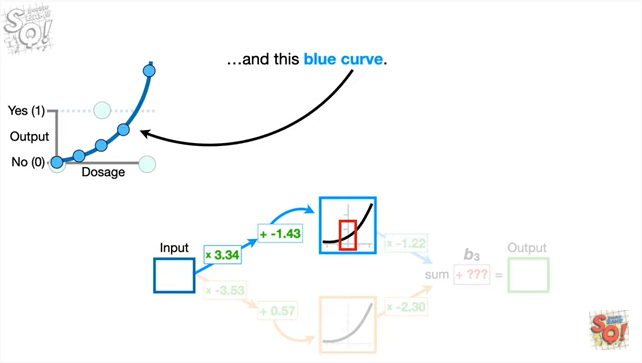 …and this blue curve.
Yes (1)
Output
No (0)
Dosage
+ -1.43
x -1.22
Input
x 3.34
b3
Output
sum + ??? =
x -3.53
+ 0.57
x -2.30
SQ!